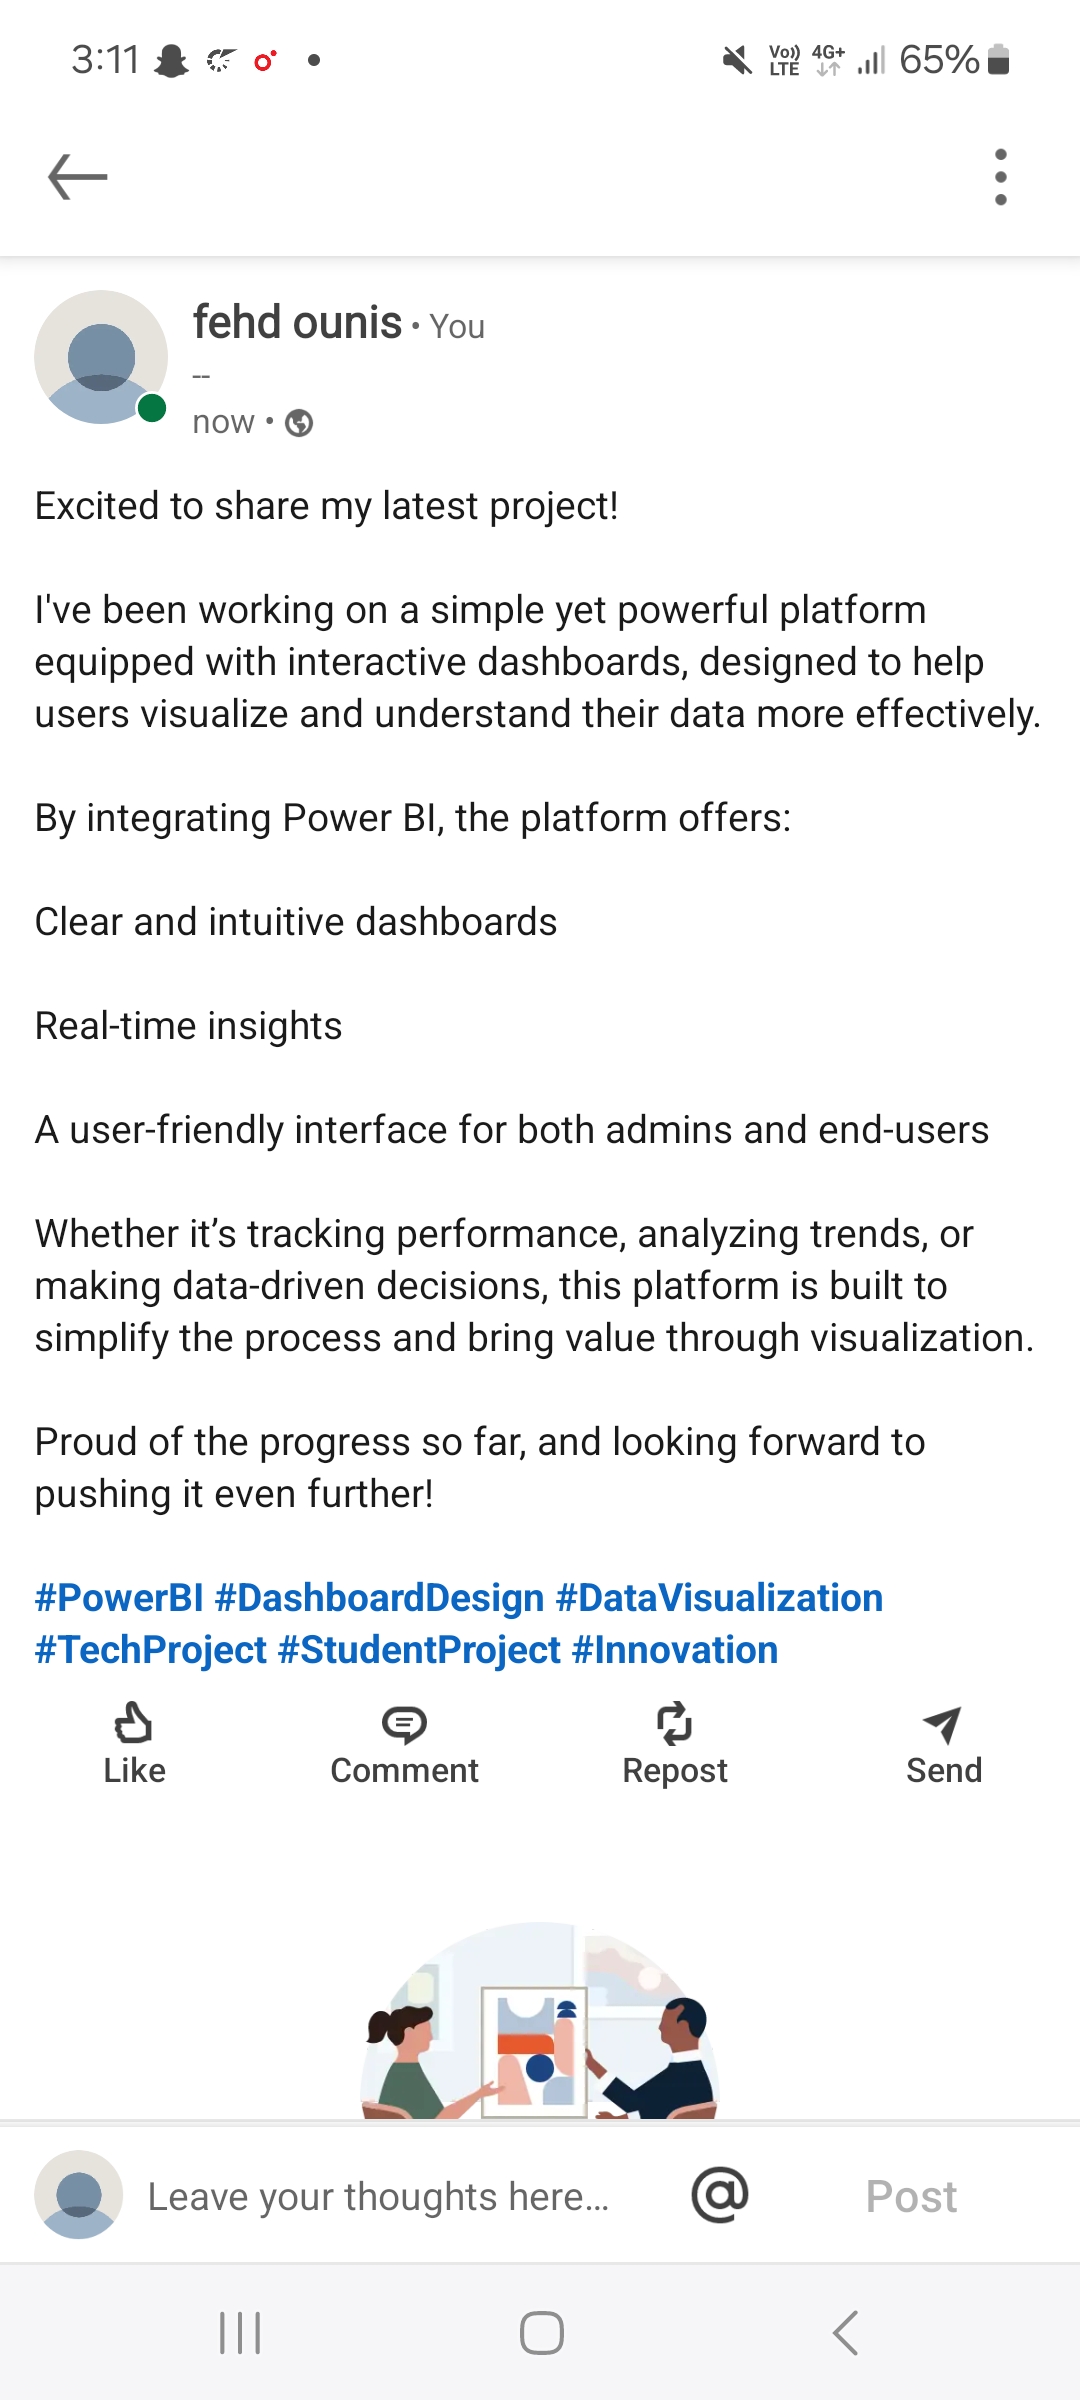 3:11
Vo)) LTE 4G+ 65%
fehd ounis • You
--
now •
Excited to share my latest project!
I've been working on a simple yet powerful platform
equipped with interactive dashboards, designed to help
users visualize and understand their data more effectively.
By integrating Power BI, the platform offers:
Clear and intuitive dashboards
Real-time insights
A user-friendly interface for both admins and end-users
Whether it’s tracking performance, analyzing trends, or
making data-driven decisions, this platform is built to
simplify the process and bring value through visualization.
Proud of the progress so far, and looking forward to
pushing it even further!
#PowerBI #DashboardDesign #DataVisualization
#TechProject #StudentProject #Innovation
Like Comment Repost Send
Leave your thoughts here... @ Post